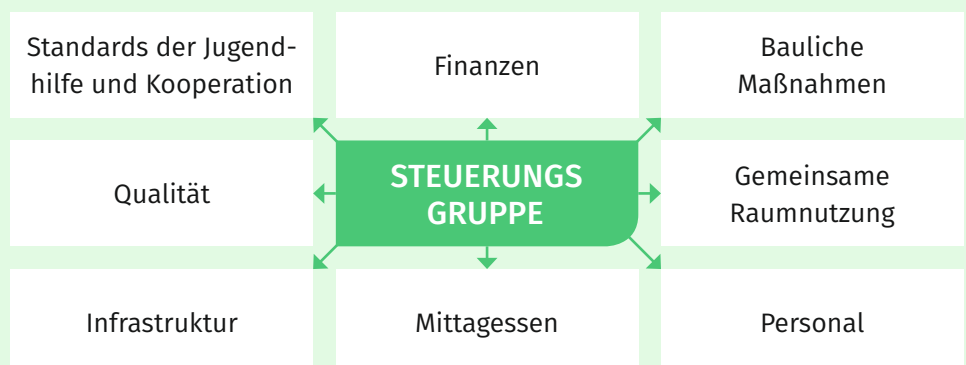 Standards der Jugend-
hilfe und Kooperation
Finanzen
Bauliche
Maßnahmen
Qualität
STEUERUNGS
GRUPPE
Gemeinsame
Raumnutzung
Infrastruktur
Mittagessen
Personal